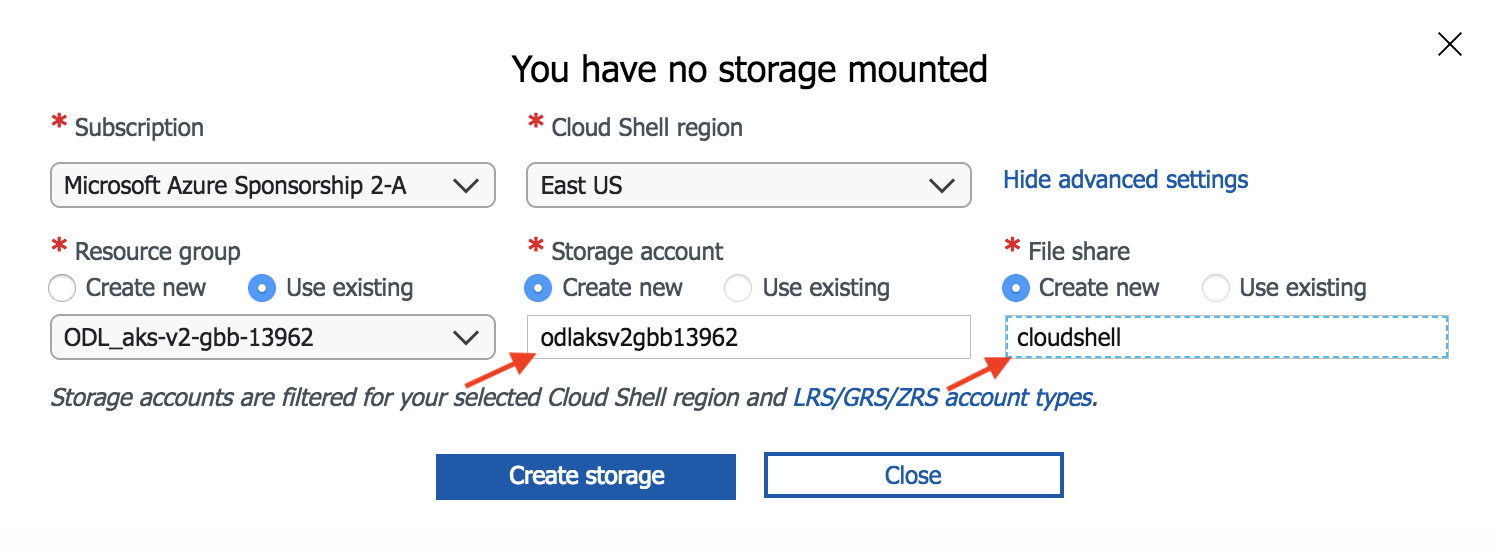 You have no storage mounted
* Subscription
* Cloud Shell region
Microsoft Azure Sponsorship 2-A
East US
Hide advanced settings
* Resource group
* Storage account
* File share
Create new Use existing
Create new Use existing
Create new Use existing
ODL_aks-v2-gbb-13962
odlaksv2gbb13962
cloudshell
Storage accounts are filtered for your selected Cloud Shell region and LRS/GRS/ZRS account types.
Create storage
Close